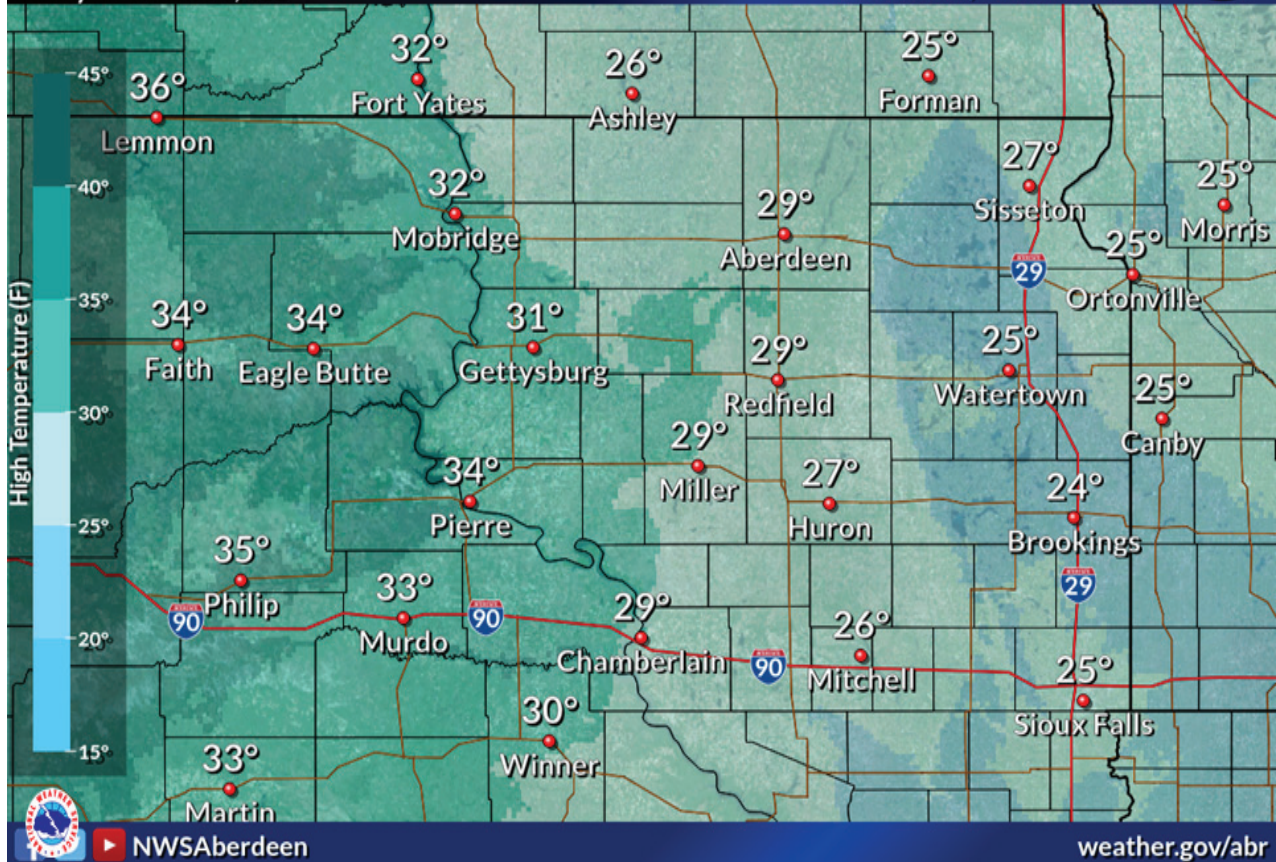 45°
40°
35°
30°
25°
20°
15°
High Temperature (F)
36°
Lemmon
32°
Fort Yates
26°
Ashley
25°
Forman
32°
Mobridge
29°
Aberdeen
27°
Sisseton
25°
Morris
29
25°
Ortonville
34°
Faith
34°
Eagle Butte
31°
Gettysburg
29°
Redfield
25°
Watertown
25°
Canby
34°
Pierre
29°
Miller
27°
Huron
24°
Brookings
29
35°
Philip
90
33°
Murdo
90
29°
Chamberlain
90
26°
Mitchell
25°
Sioux Falls
30°
Winner
33°
Martin
NATIONAL WEATHER SERVICE
NWSAberdeen
weather.gov/abr